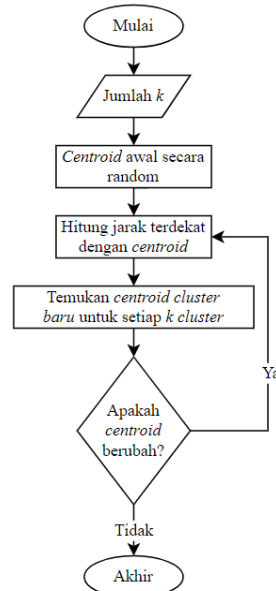 Mulai
Jumlah k
Centroid awal secara
random
Hitung jarak terdekat
dengan centroid
Temukan centroid cluster
baru untuk setiap k cluster
Ya
Apakah
centroid
berubah?
Tidak
Akhir